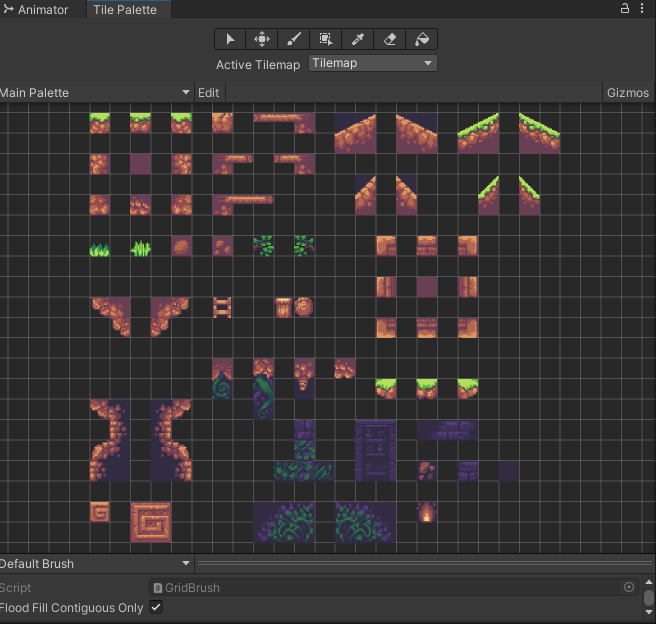 Animator
Tile Palette
Active Tilemap
Tilemap
Main Palette
Edit
Gizmos
Default Brush
Script
GridBrush
Flood Fill Contiguous Only